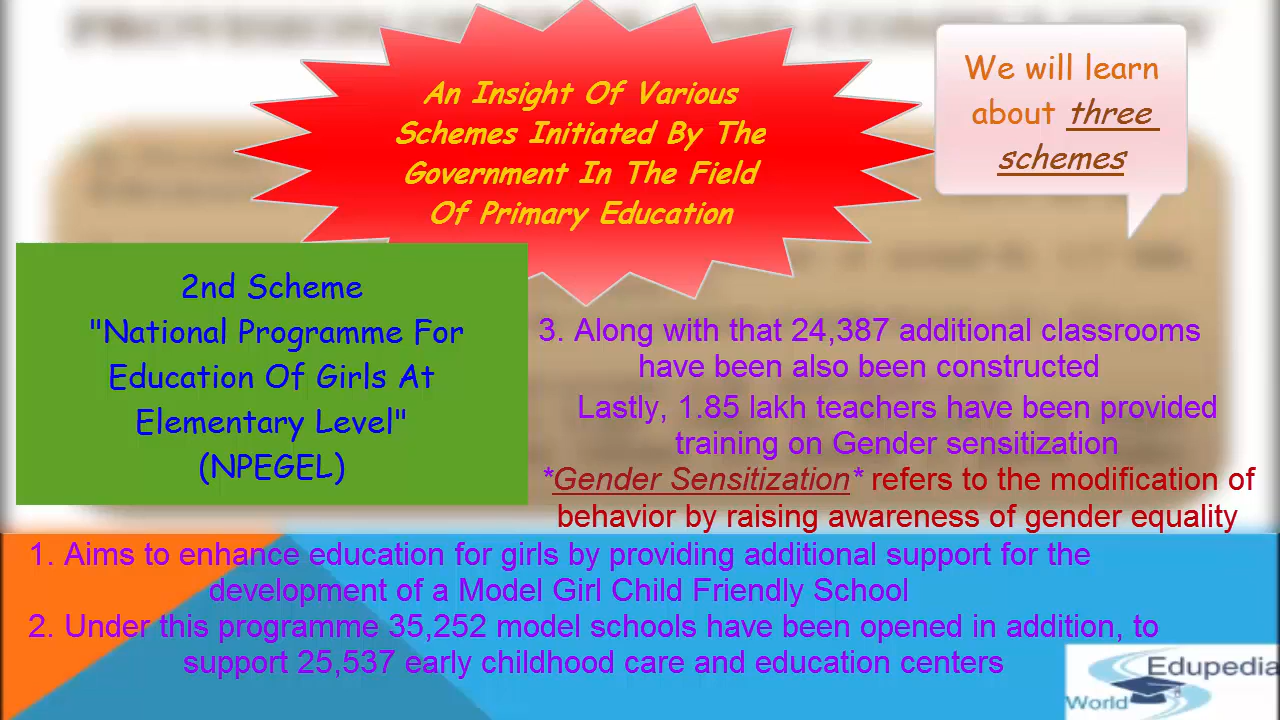 An Insight Of Various
Schemes Initiated By The
Government In The Field
Of Primary Education
We will learn
about three
schemes
2nd Scheme
"National Programme For
Education Of Girls At
Elementary Level"
(NPEGEL)
3. Along with that 24,387 additional classrooms
have been also been constructed
Lastly, 1.85 lakh teachers have been provided
training on Gender sensitization
*Gender Sensitization* refers to the modification of
behavior by raising awareness of gender equality
1. Aims to enhance education for girls by providing additional support for the
development of a Model Girl Child Friendly School
2. Under this programme 35,252 model schools have been opened in addition, to
support 25,537 early childhood care and education centers
Edupedia
World